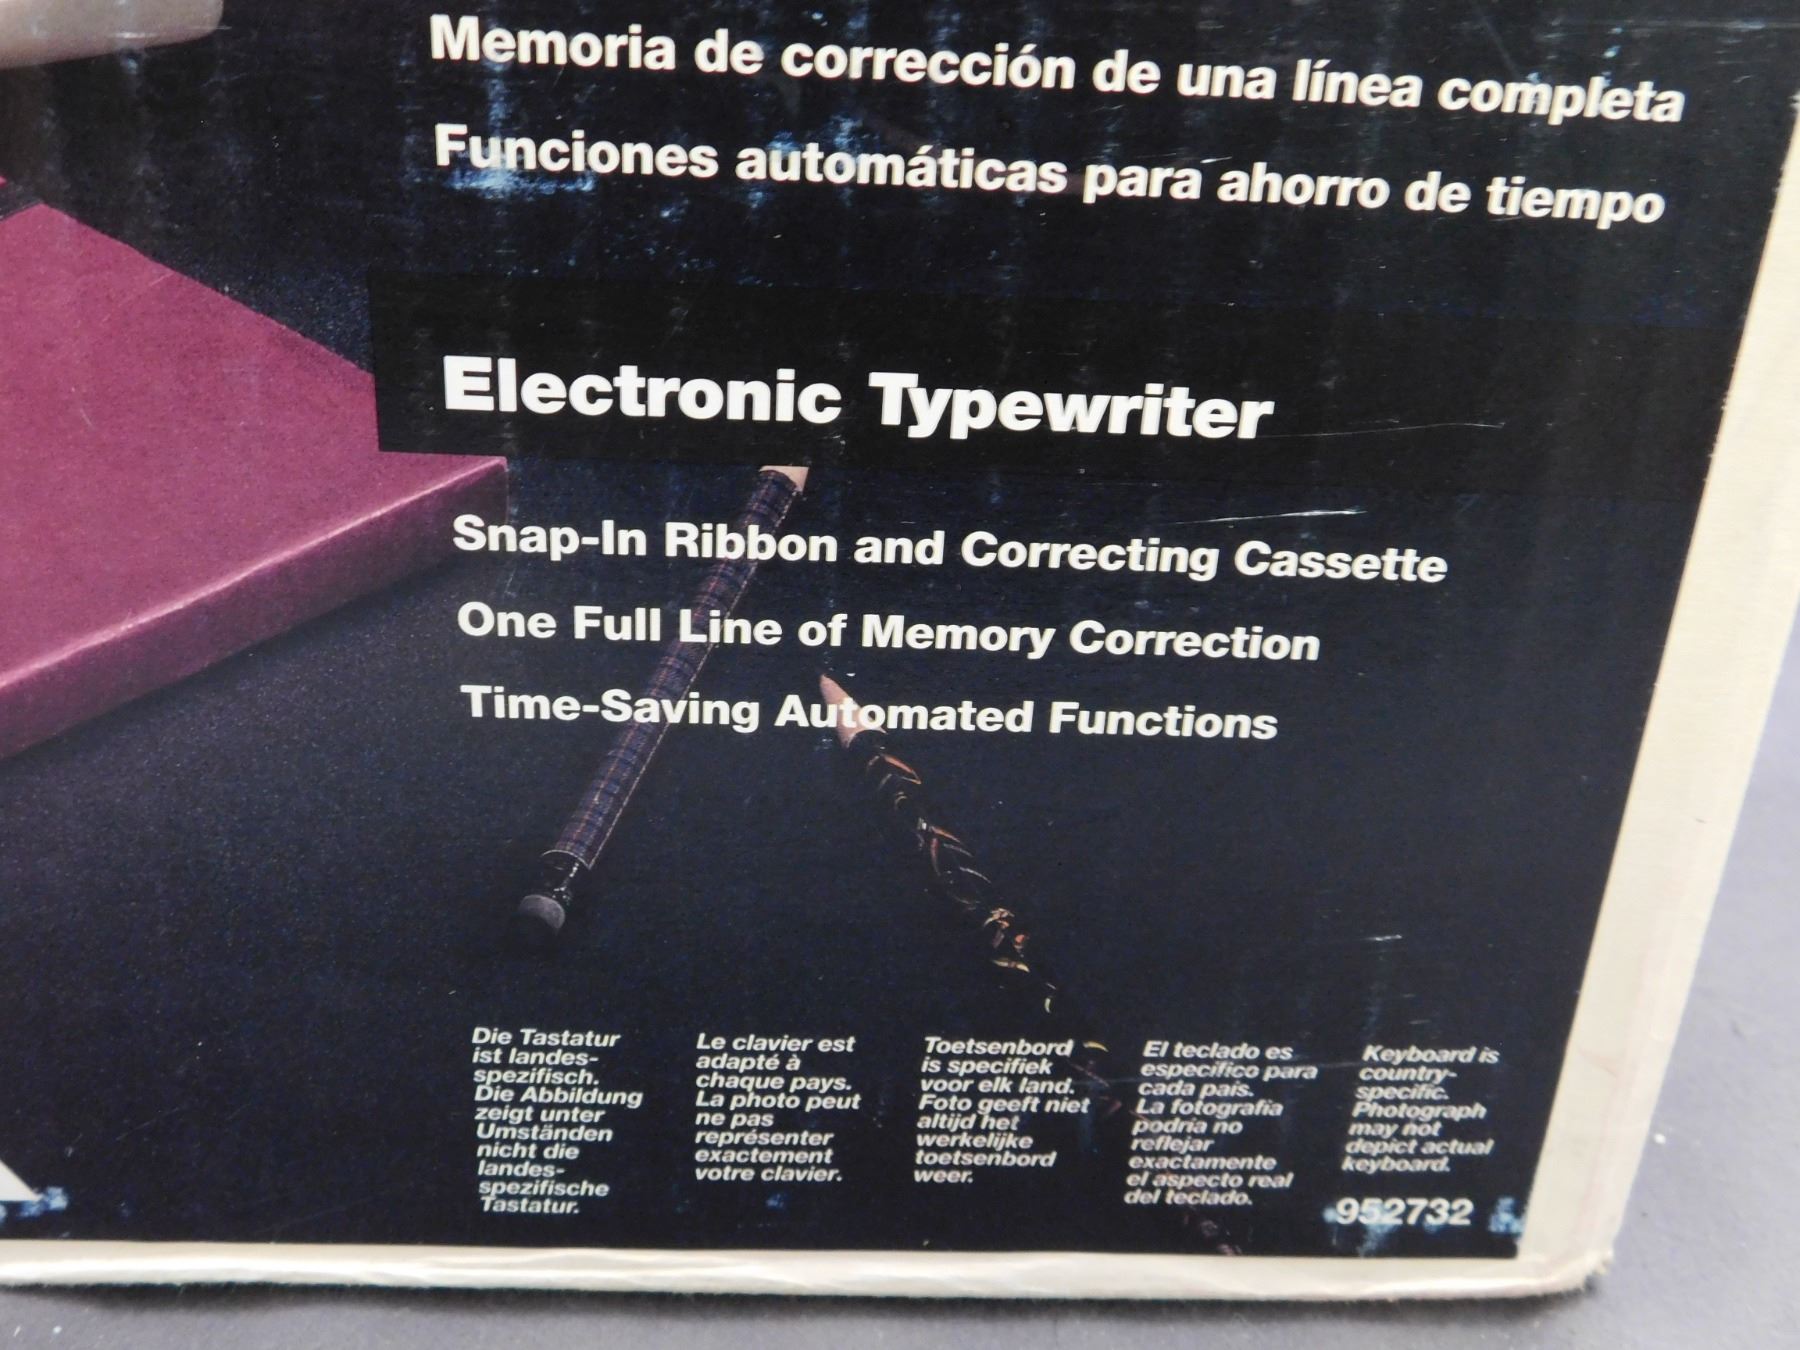 Memoria de corrección de una línea completa
Funciones automáticas para ahorro de tiempo
Electronic Typewriter
Snap-In Ribbon and Correcting Cassette
One Full Line of Memory Correction
Time-Saving Automated Functions
Die Tastatur
ist landes-
spezifisch.
Die Abbildung
zeigt unter
Umständen
nicht die
landes-
spezifische
Tastatur.
Le clavier est
adapté à
chaque pays.
La photo peut
ne pas
représenter
exactement
votre clavier.
Toetsenbord
is specifiek
voor elk land.
Foto geeft niet
altijd het
werkelijke
toetsenbord
weer.
El teclado es
específico para
cada país.
La fotografía
podría no
reflejar
exactamente
el aspecto real
del teclado.
Keyboard is
country-
specific.
Photograph
may not
depict actual
keyboard.
952732